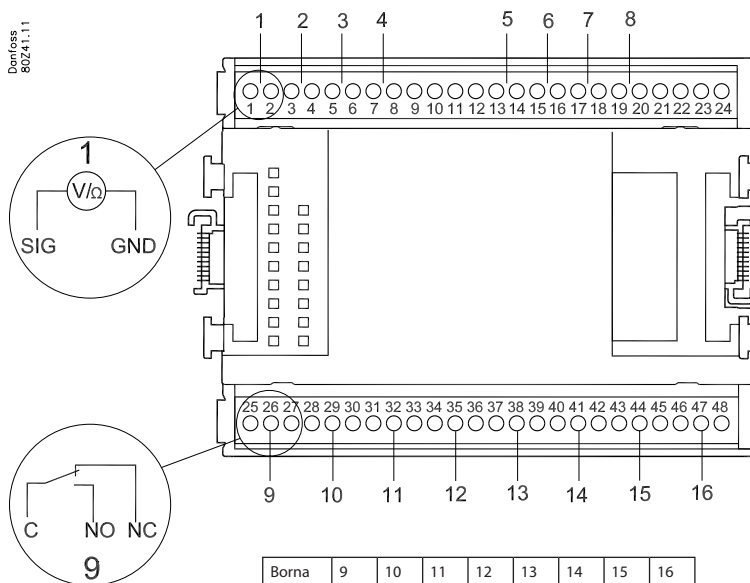 Danfoss
80Z41.11
1 2 3 4 5 6 7 8
1 2 3 4 5 6 7 8 9 10 11 12 13 14 15 16 17 18 19 20 21 22 23 24
1
V/Ω
SIG GND
25 26 27 28 29 30 31 32 33 34 35 36 37 38 39 40 41 42 43 44 45 46 47 48
9 10 11 12 13 14 15 16
C NO NC
9
Borna 9 10 11 12 13 14 15 16